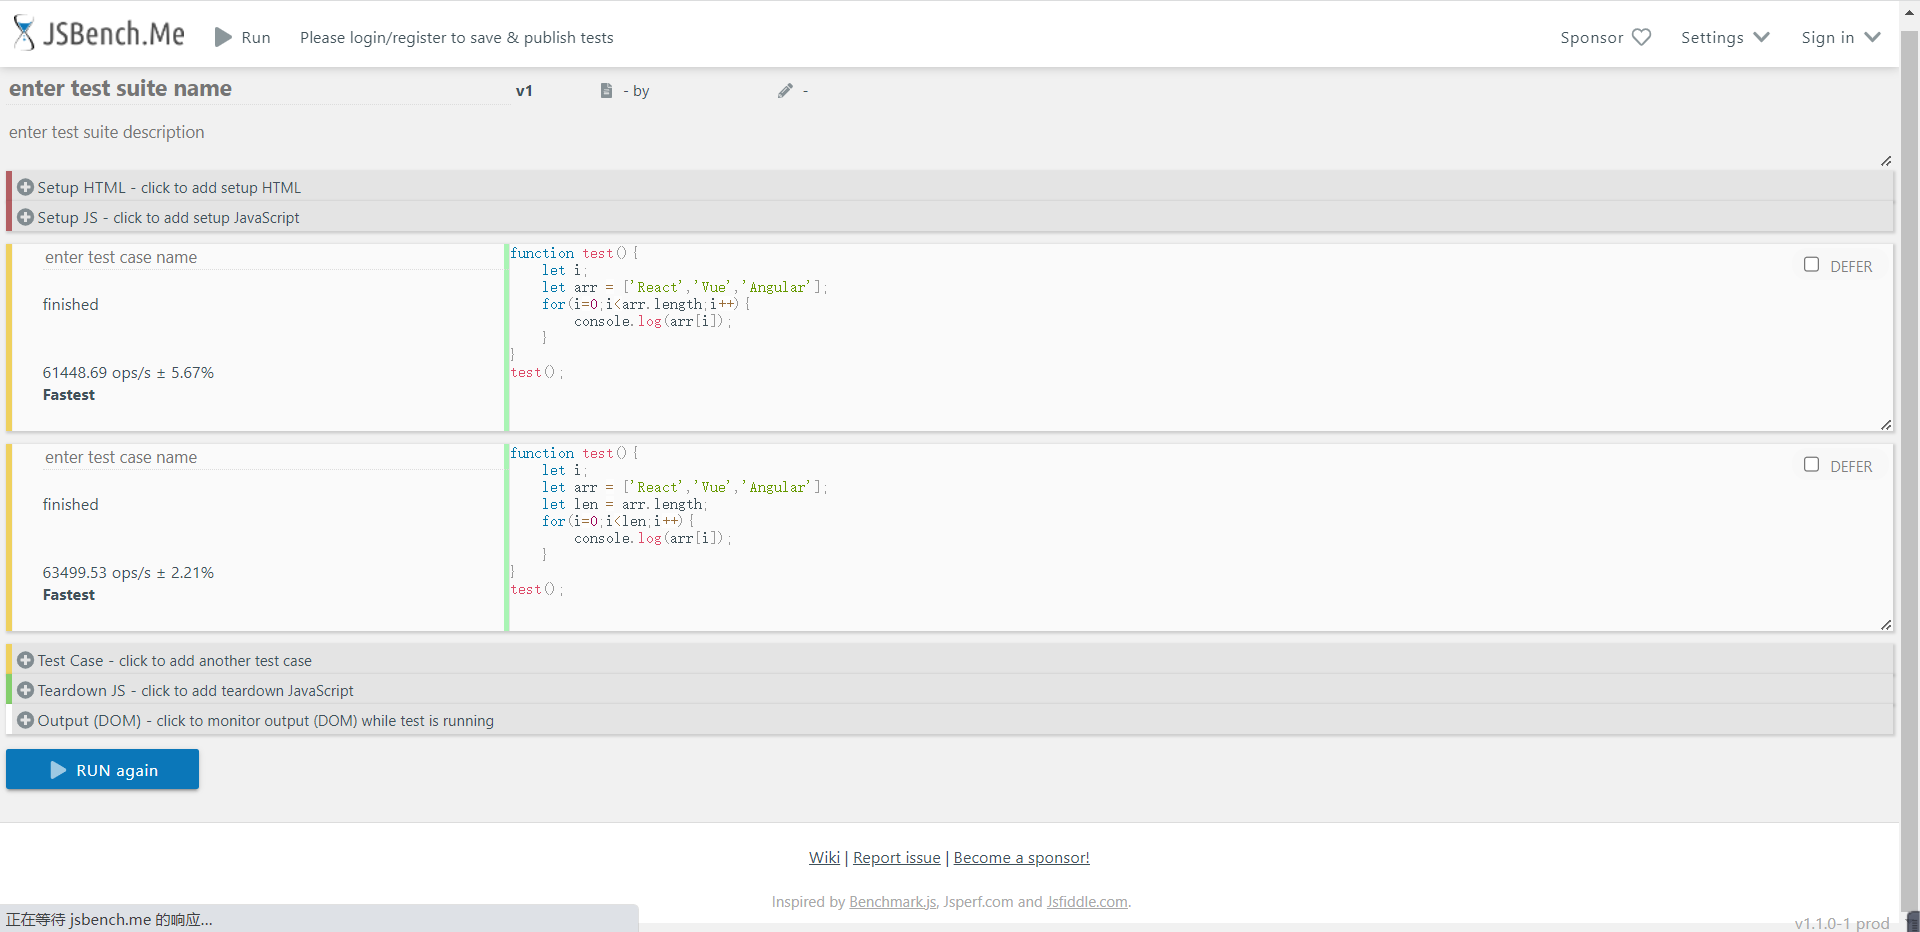 JSBench.Me
Run
Please login/register to save & publish tests
Sponsor
Settings
Sign in
enter test suite name
v1
- by
-
enter test suite description
Setup HTML - click to add setup HTML
Setup JS - click to add setup JavaScript
enter test case name
finished
61448.69 ops/s ± 5.67%
Fastest
function test(){
    let i;
    let arr = ['React','Vue','Angular'];
    for(i=0;i<arr.length;i++){
        console.log(arr[i]);
    }
}
test();
DEFER
enter test case name
finished
63499.53 ops/s ± 2.21%
Fastest
function test(){
    let i;
    let arr = ['React','Vue','Angular'];
    let len = arr.length;
    for(i=0;i<len;i++){
        console.log(arr[i]);
    }
}
test();
DEFER
Test Case - click to add another test case
Teardown JS - click to add teardown JavaScript
Output (DOM) - click to monitor output (DOM) while test is running
RUN again
Wiki | Report issue | Become a sponsor!
Inspired by Benchmark.js, Jsperf.com and Jsfiddle.com.
正在等待 jsbench.me 的响应...
v1.1.0-1 prod